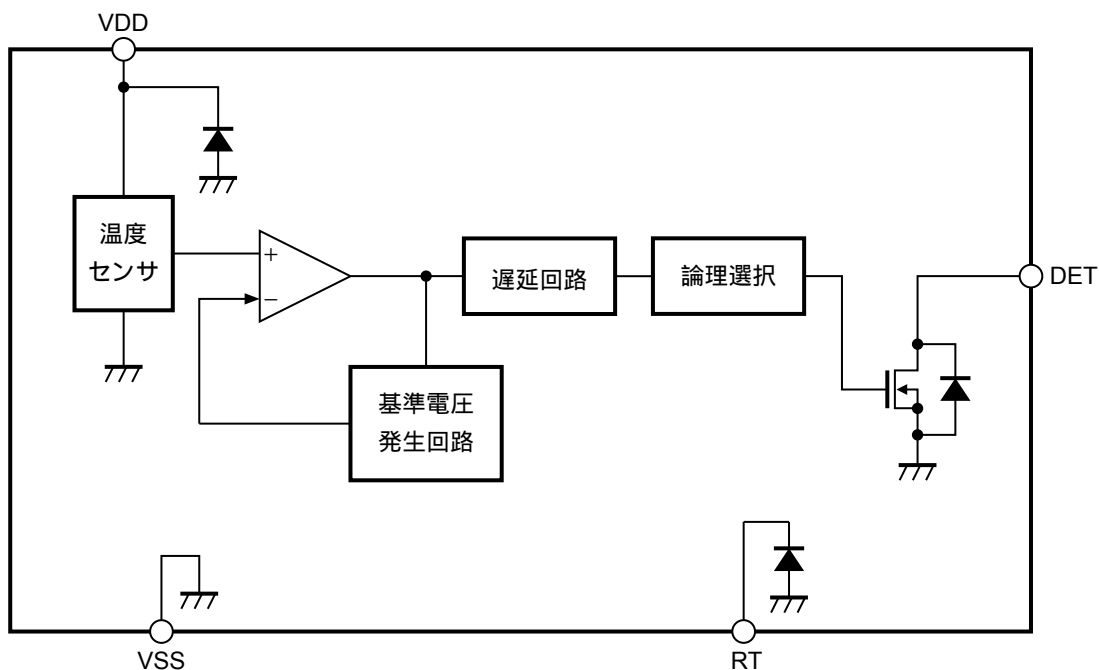 VDD
温度
センサ
+
−
遅延回路
論理選択
DET
基準電圧
発生回路
VSS
RT